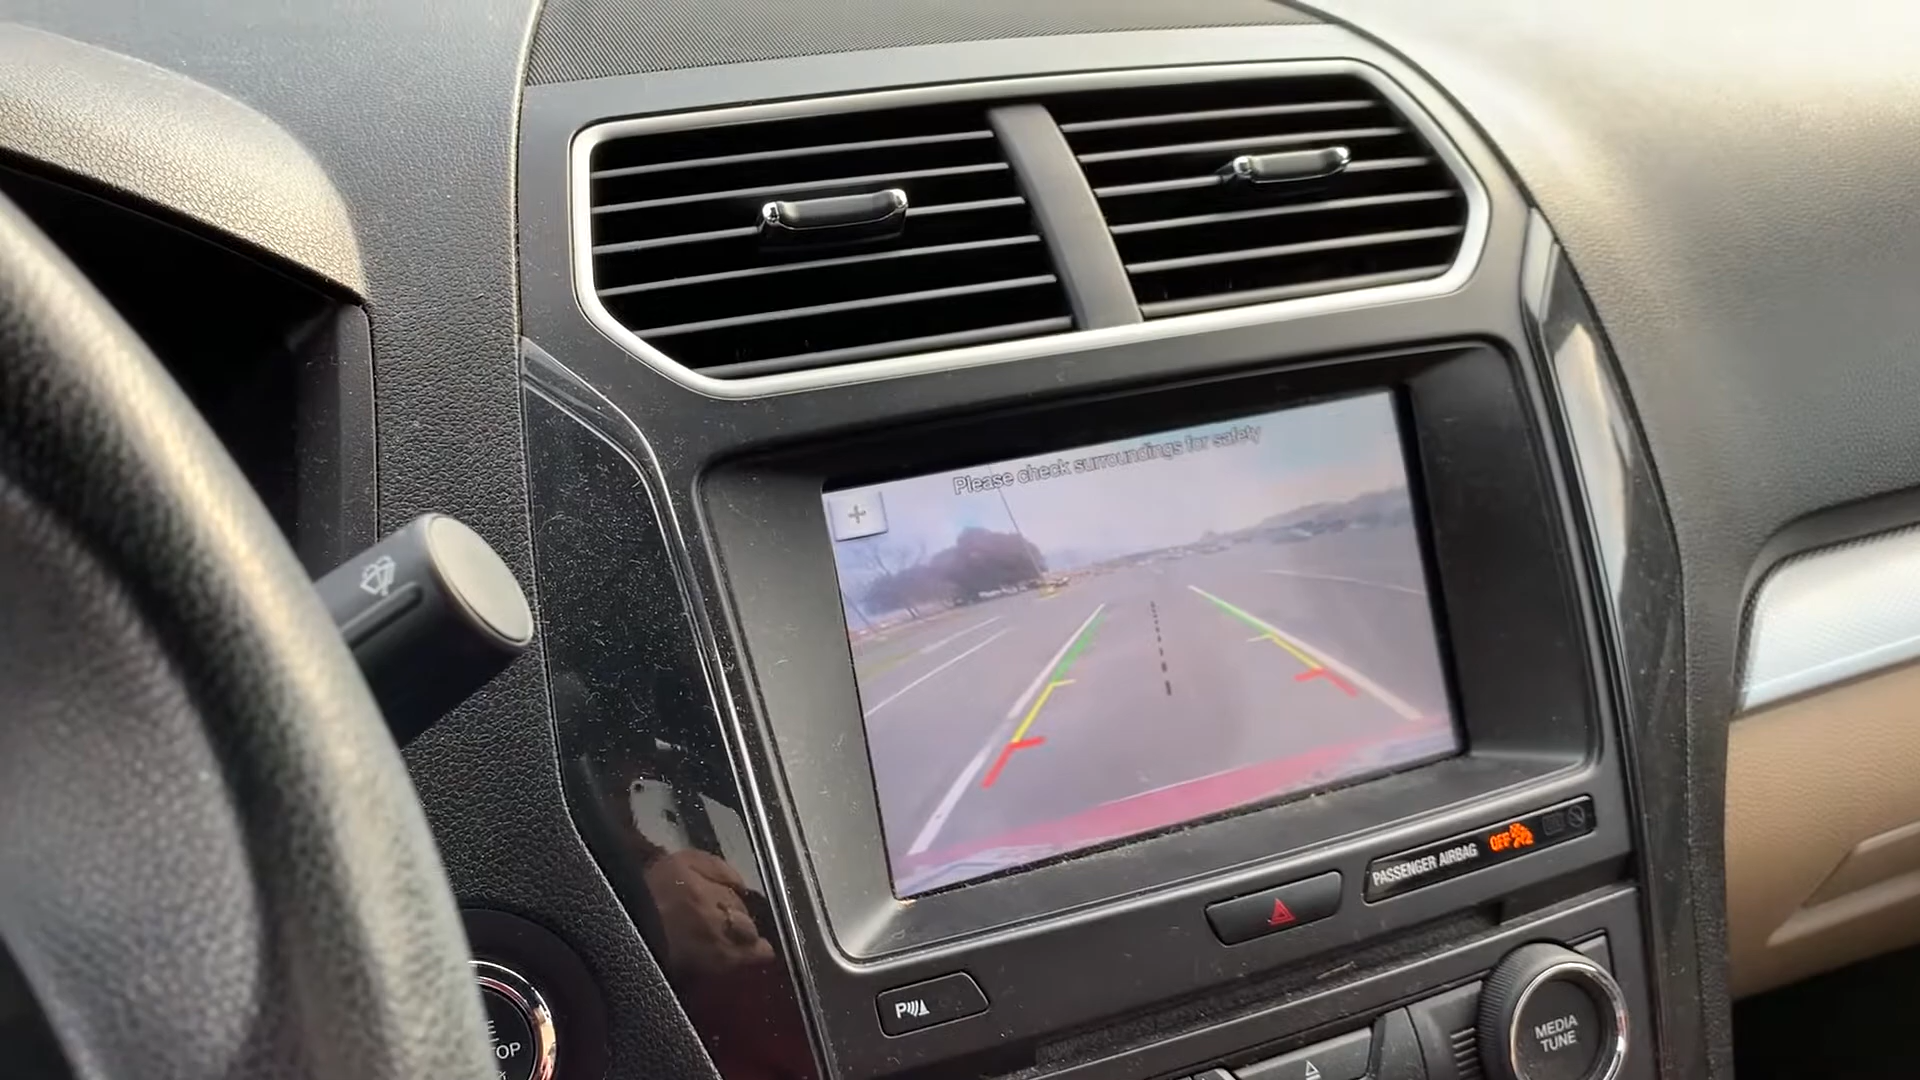 Please check surroundings for safety
+
PASSENGER AIRBAG OFF
P
MEDIA
TUNE